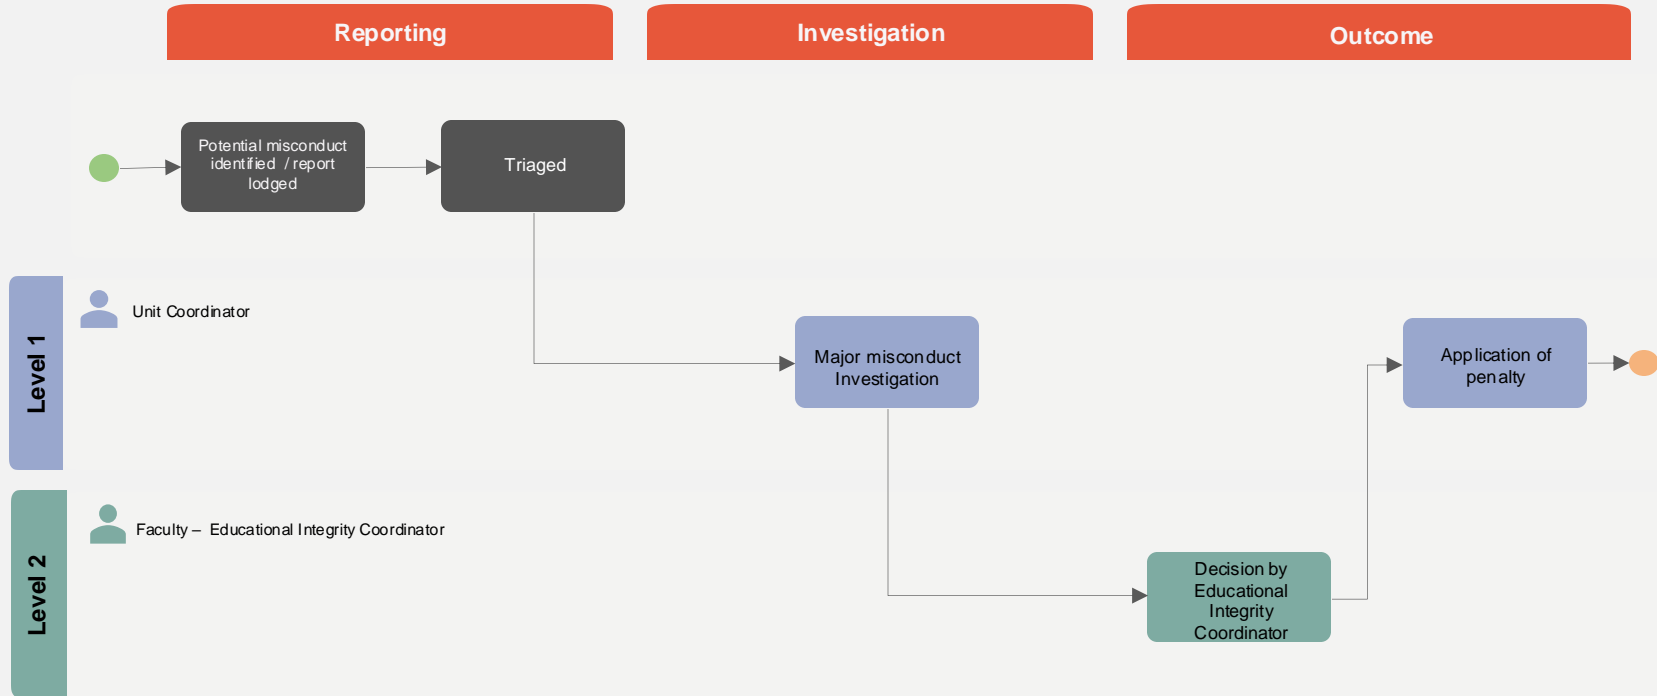 Reporting
Investigation
Outcome
Potential misconduct
identified / report
lodged
Triaged
Level 1
Unit Coordinator
Major misconduct
Investigation
Application of
penalty
Level 2
Faculty – Educational Integrity Coordinator
Decision by
Educational
Integrity
Coordinator